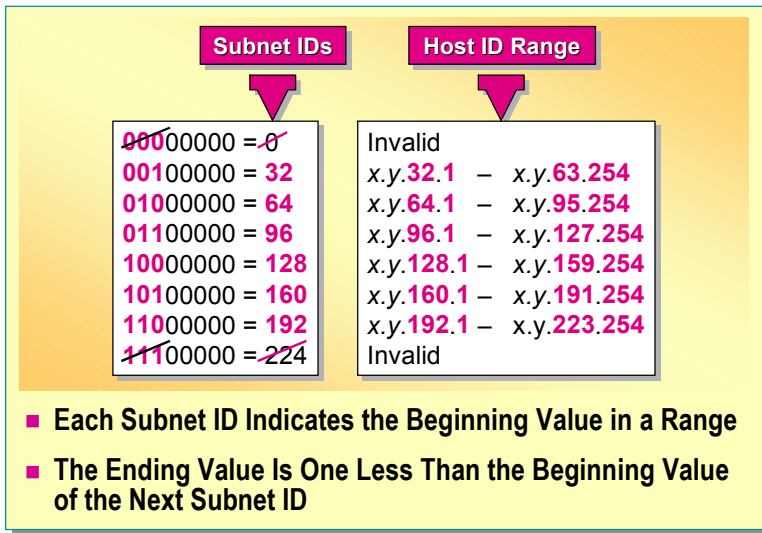 Subnet IDs
Host ID Range
00000000 = 0
00100000 = 32
01000000 = 64
01100000 = 96
10000000 = 128
10100000 = 160
11000000 = 192
11100000 = 224
Invalid
x.y.32.1 – x.y.63.254
x.y.64.1 – x.y.95.254
x.y.96.1 – x.y.127.254
x.y.128.1 – x.y.159.254
x.y.160.1 – x.y.191.254
x.y.192.1 – x.y.223.254
Invalid
■ Each Subnet ID Indicates the Beginning Value in a Range
■ The Ending Value Is One Less Than the Beginning Value
of the Next Subnet ID